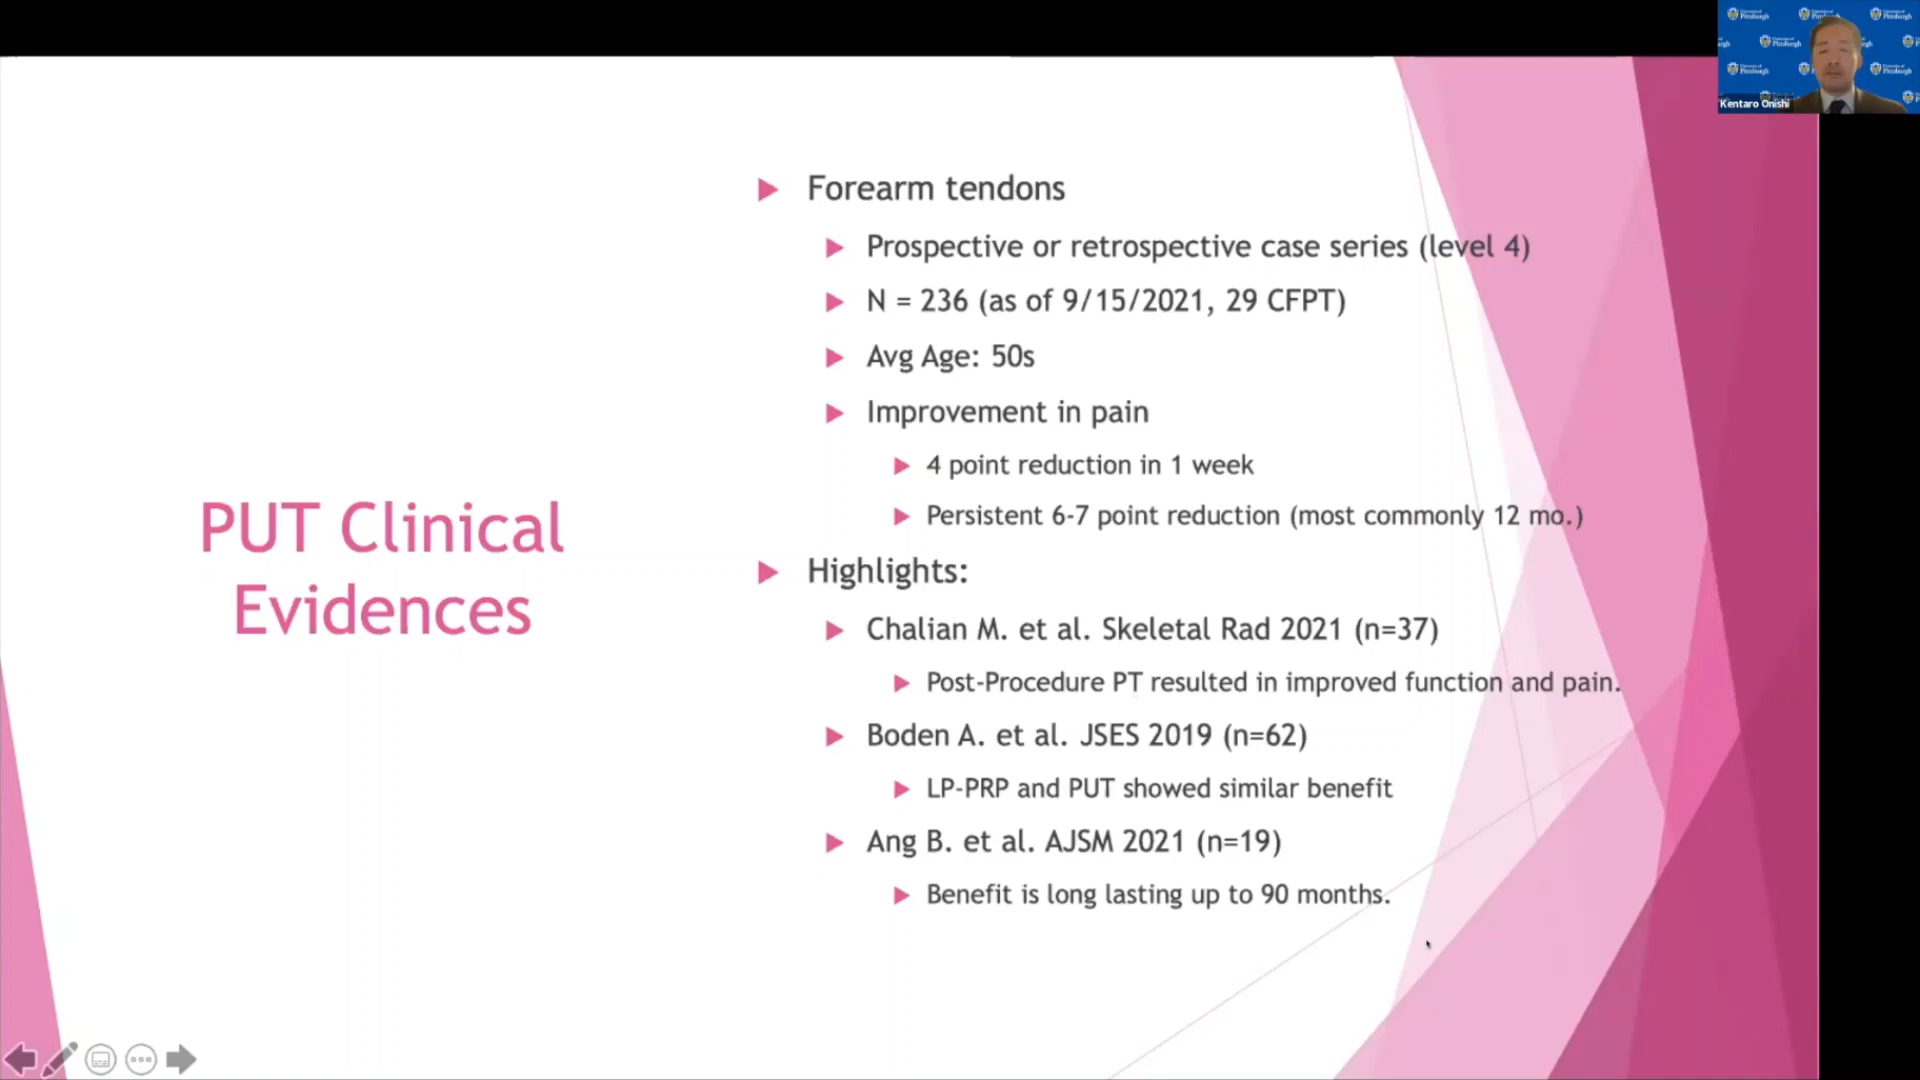 University of Pittsburgh
Kentaro Onishi
PUT Clinical
Evidences
Forearm tendons
Prospective or retrospective case series (level 4)
N = 236 (as of 9/15/2021, 29 CFPT)
Avg Age: 50s
Improvement in pain
4 point reduction in 1 week
Persistent 6-7 point reduction (most commonly 12 mo.)
Highlights:
Chalian M. et al. Skeletal Rad 2021 (n=37)
Post-Procedure PT resulted in improved function and pain.
Boden A. et al. JSES 2019 (n=62)
LP-PRP and PUT showed similar benefit
Ang B. et al. AJSM 2021 (n=19)
Benefit is long lasting up to 90 months.